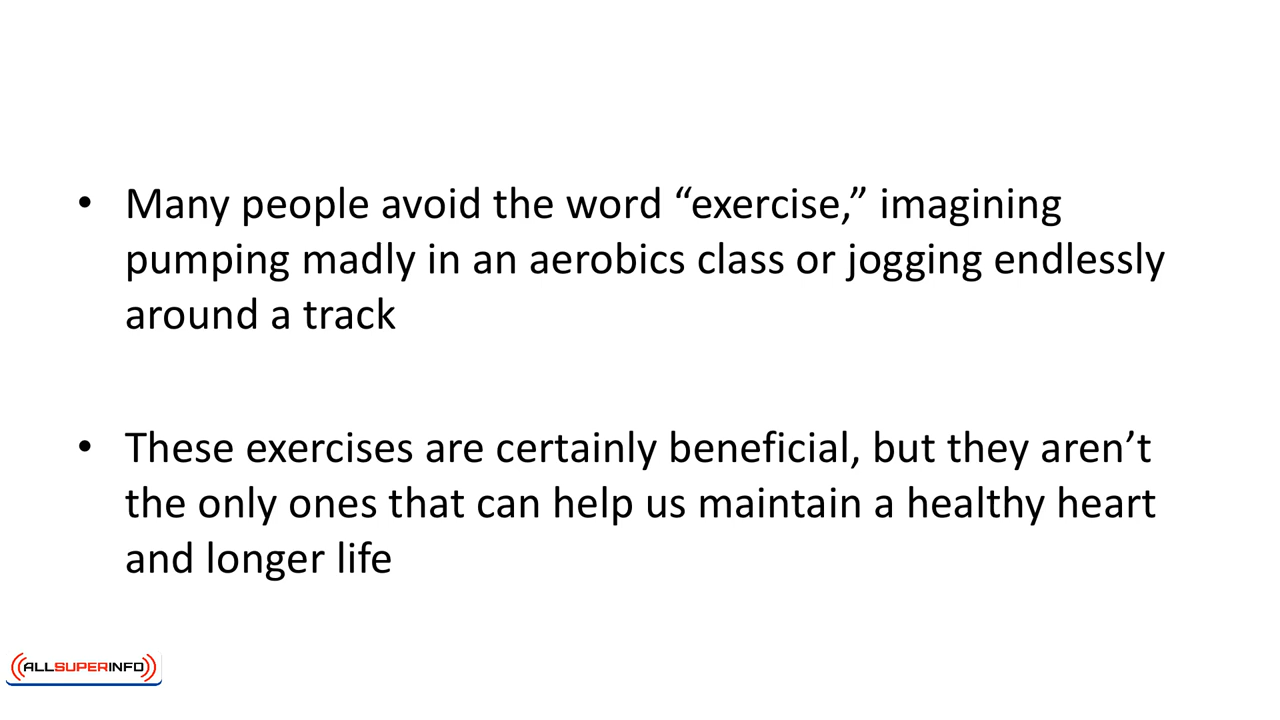 • Many people avoid the word “exercise,” imagining
pumping madly in an aerobics class or jogging endlessly
around a track
• These exercises are certainly beneficial, but they aren’t
the only ones that can help us maintain a healthy heart
and longer life
ALLSUPERINFO